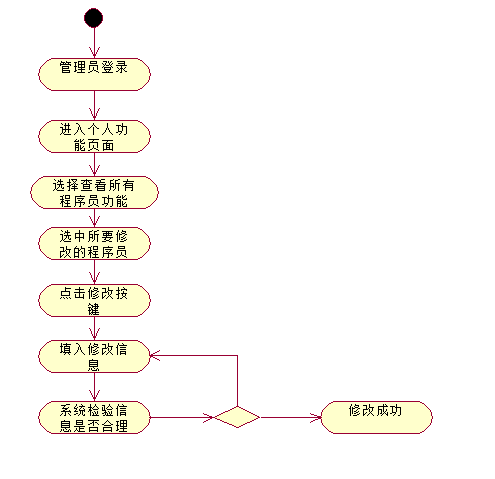 管理员登录
进入个人功
能页面
选择查看所有
程序员功能
选中所要修
改的程序员
点击修改按
键
填入修改信
息
系统检验信
息是否合理
修改成功